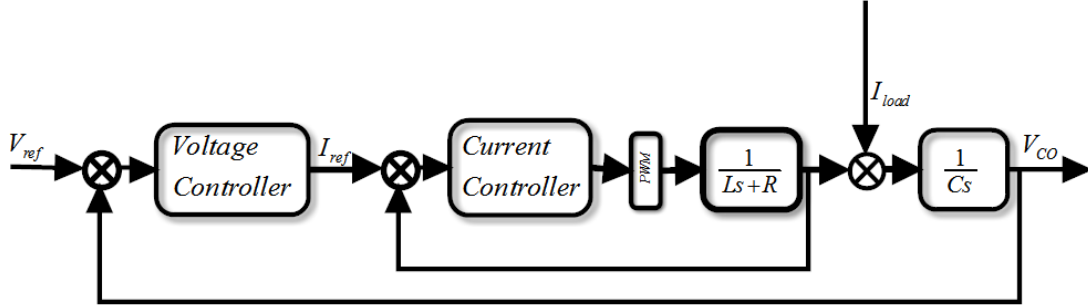 V_ref
Voltage
Controller
I_ref
Current
Controller
PWM
1
Ls+R
I_load
1
Cs
V_CO